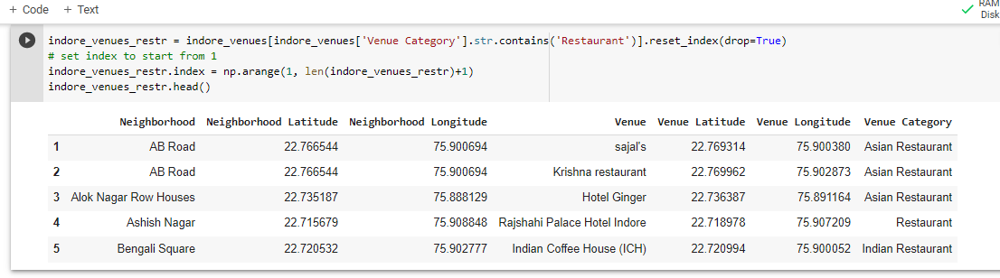 + Code + Text
RAM
Disk
indore_venues_restr = indore_venues[indore_venues['Venue Category'].str.contains('Restaurant')].reset_index(drop=True)
# set index to start from 1
indore_venues_restr.index = np.arange(1, len(indore_venues_restr)+1)
indore_venues_restr.head()
Neighborhood Neighborhood Latitude Neighborhood Longitude Venue Venue Latitude Venue Longitude Venue Category
1 AB Road 22.766544 75.900694 sajal's 22.769314 75.900380 Asian Restaurant
2 AB Road 22.766544 75.900694 Krishna restaurant 22.769962 75.902873 Asian Restaurant
3 Alok Nagar Row Houses 22.735187 75.888129 Hotel Ginger 22.736387 75.891164 Asian Restaurant
4 Ashish Nagar 22.715679 75.908848 Rajshahi Palace Hotel Indore 22.718978 75.907209 Restaurant
5 Bengali Square 22.720532 75.902777 Indian Coffee House (ICH) 22.720994 75.900052 Indian Restaurant